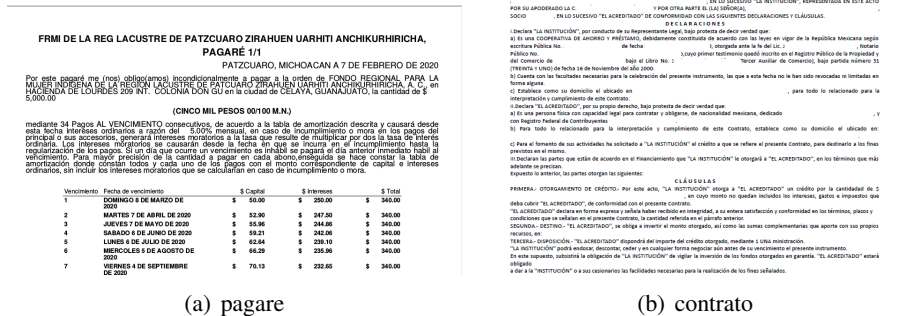 FRMI DE LA REG LACUSTRE DE PATZCUARO ZIRAHUEN UARHITI ANCHIKURHIRICHA,
PAGARÉ 1/1
PATZCUARO, MICHOACAN A 7 DE FEBRERO DE 2020
Por este pagaré me (nos) obligo(amos) incondicionalmente a pagar a la orden de FONDO REGIONAL PARA LA
MUJER INDIGENA DE LA REGION LACUSTRE DE PATZCUARO ZIRAHUEN UARHITI ANCHIKURHIRICHA, A. C., en
HACIENDA DE LOURDES 209 INT. COLONIA DON GU en la ciudad de CELAYA, GUANAJUATO, la cantidad de $
5,000.00
(CINCO MIL PESOS 00/100 M.N.)
mediante 34 Pagos AL VENCIMIENTO consecutivos, de acuerdo a la tabla de amortización descrita y causará desde
esta fecha intereses ordinarios a razón del 5.00% mensual, en caso de incumplimiento o mora en los pagos del
principal o sus accesorios, generará intereses moratorios a la tasa que resulte de multiplicar por dos la tasa de interés
ordinaria. Los intereses moratorios se causarán desde la fecha en que se incurra en el incumplimiento hasta la
regularización de los pagos. Si un día que ocurre un vencimiento es inhábil se pagará el día anterior inmediato hábil al
vencimiento. Para mayor precisión de la cantidad a pagar en cada abono,enseguida se hace constar la tabla de
amortización donde constan todos y cada uno de los pagos con el monto correspondiente de capital e intereses
ordinarios, sin incluir los intereses moratorios que se calcularían en caso de incumplimiento o mora.
Vencimiento Fecha de vencimiento $ Capital $ Intereses $ Total
1 DOMINGO 8 DE MARZO DE 2020 $ 50.00 $ 250.00 $ 340.00
2 MARTES 7 DE ABRIL DE 2020 $ 52.90 $ 247.50 $ 340.00
3 JUEVES 7 DE MAYO DE 2020 $ 55.96 $ 244.86 $ 340.00
4 SABADO 6 DE JUNIO DE 2020 $ 59.21 $ 242.06 $ 340.00
5 LUNES 6 DE JULIO DE 2020 $ 62.64 $ 239.10 $ 340.00
6 MIERCOLES 5 DE AGOSTO DE 2020 $ 66.29 $ 235.96 $ 340.00
7 VIERNES 4 DE SEPTIEMBRE DE 2020 $ 70.13 $ 232.65 $ 340.00
(a) pagare
, EN LO SUCESIVO "LA INSTITUCIÓN", REPRESENTADA EN ESTE ACTO
POR SU APODERADO LA C. Y POR OTRA PARTE EL (LA) SEÑOR(A),
SOCIO , EN LO SUCESIVO "EL ACREDITADO" DE CONFORMIDAD CON LAS SIGUIENTES DECLARACIONES Y CLÁUSULAS.
D E C L A R A C I O N E S
I.Declara "LA INSTITUCIÓN", por conducto de su Representante Legal, bajo protesta de decir verdad que:
a) Es una COOPERATIVA DE AHORRO Y PRÉSTAMO, debidamente constituida de acuerdo con las leyes en vigor de la República Mexicana según
escritura Pública No. de fecha , otorgada ante la fe del Lic. , Notario
Público No. ,cuyo primer testimonio quedó inscrito en el Registro Público de la Propiedad y
del Comercio de bajo el Libro No. Tercer Auxiliar de Comercio), bajo partida número 31
(TREINTA Y UNO) de fecha 16 de Noviembre del año 2000.
b) Cuenta con las facultades necesarias para la celebración del presente instrumento, las que a esta fecha no le han sido revocadas ni limitadas en
forma alguna.
c) Establece como su domicilio el ubicado en , para todo lo relacionado para la
interpretación y cumplimiento de este Contrato.
II.Declara "EL ACREDITADO", por su propio derecho, bajo protesta de decir verdad que:
a) Es una persona física con capacidad legal para contratar y obligarse, de nacionalidad mexicana, dedicado , y
con Registro Federal de Contribuyentes
b) Para todo lo relacionado para la interpretación y cumplimiento de este Contrato, establece como su domicilio el ubicado en:
c) Para el fomento de sus actividades ha solicitado a "LA INSTITUCIÓN" el crédito a que se refiere el presente Contrato, para destinarlo a los fines
previstos en el mismo.
III.Declaran las partes que están de acuerdo en el Financiamiento que "LA INSTITUCIÓN" le otorgará a "EL ACREDITADO", en los términos que más
adelante se precisan.
Expuesto lo anterior, las partes otorgan las siguientes:
C L Á U S U L A S
PRIMERA.- OTORGAMIENTO DE CRÉDITO.- Por este acto, "LA INSTITUCIÓN" otorga a "EL ACREDITADO" un crédito por la cantidadad de $
, en cuyo monto no quedan incluidos los intereses, gastos e impuestos que
deba cubrir "EL ACREDITADO", de conformidad con el presente Contrato.
"EL ACREDITADO" declara en forma expresa y señala haber recibido en integridad, a su entera satisfacción y conformidad en los términos, plazos y
condiciones que se señalan en el presente Contrato, la cantidad referida en el párrafo anterior.
SEGUNDA.- DESTINO.- "EL ACREDITADO", se obliga a invertir el monto otorgado, así como las sumas complementarias que aporte con sus propios
recursos, en:
TERCERA.- DISPOSICIÓN.- "EL ACREDITADO" dispondrá del importe del crédito otorgado, mediante 1 UNA ministración.
"LA INSTITUCIÓN" podrá endosar, descontar, ceder y en cualquier forma negociar aún antes de su vencimiento el presente instrumento.
En este supuesto, subsistirá la obligación de "LA INSTITUCIÓN" de vigilar la inversión de los fondos otorgados en garantía. "EL ACREDITADO" estará
obligado
a dar a la "INSTITUCIÓN" o a sus cesionarios las facilidades necesarias para la realización de los fines señalados.
(b) contrato